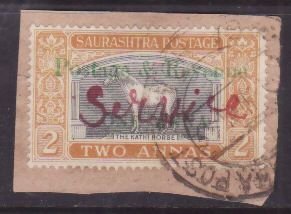 SAURASHTRA POSTAGE
Postage & Revenue
Service
THE KATHI HORSE
2 TWO ANNAS 2